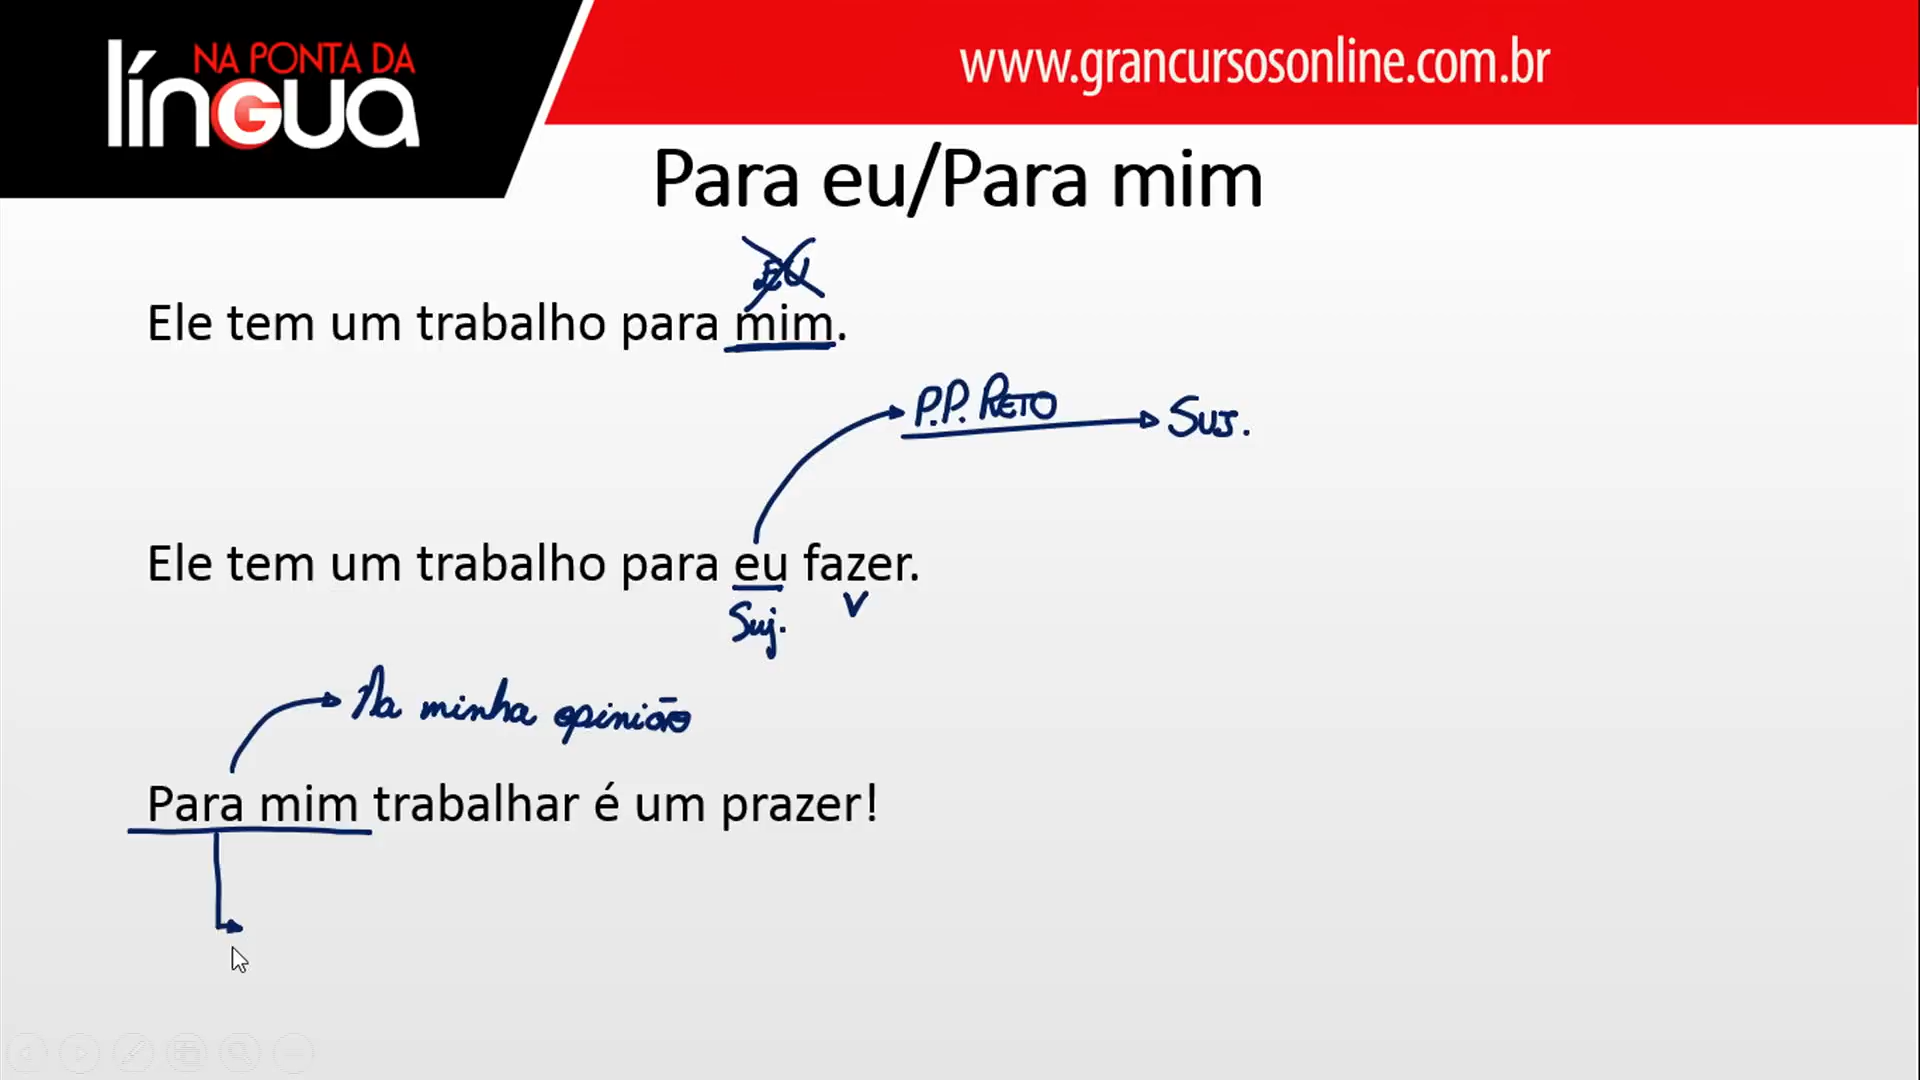 NA PONTA DA
línGua
www.grancursosonline.com.br
Para eu/Para mim
EU
Ele tem um trabalho para mim.
P.P. RETO → SUJ.
Ele tem um trabalho para eu fazer.
Suj. V
Na minha opinião
Para mim trabalhar é um prazer!